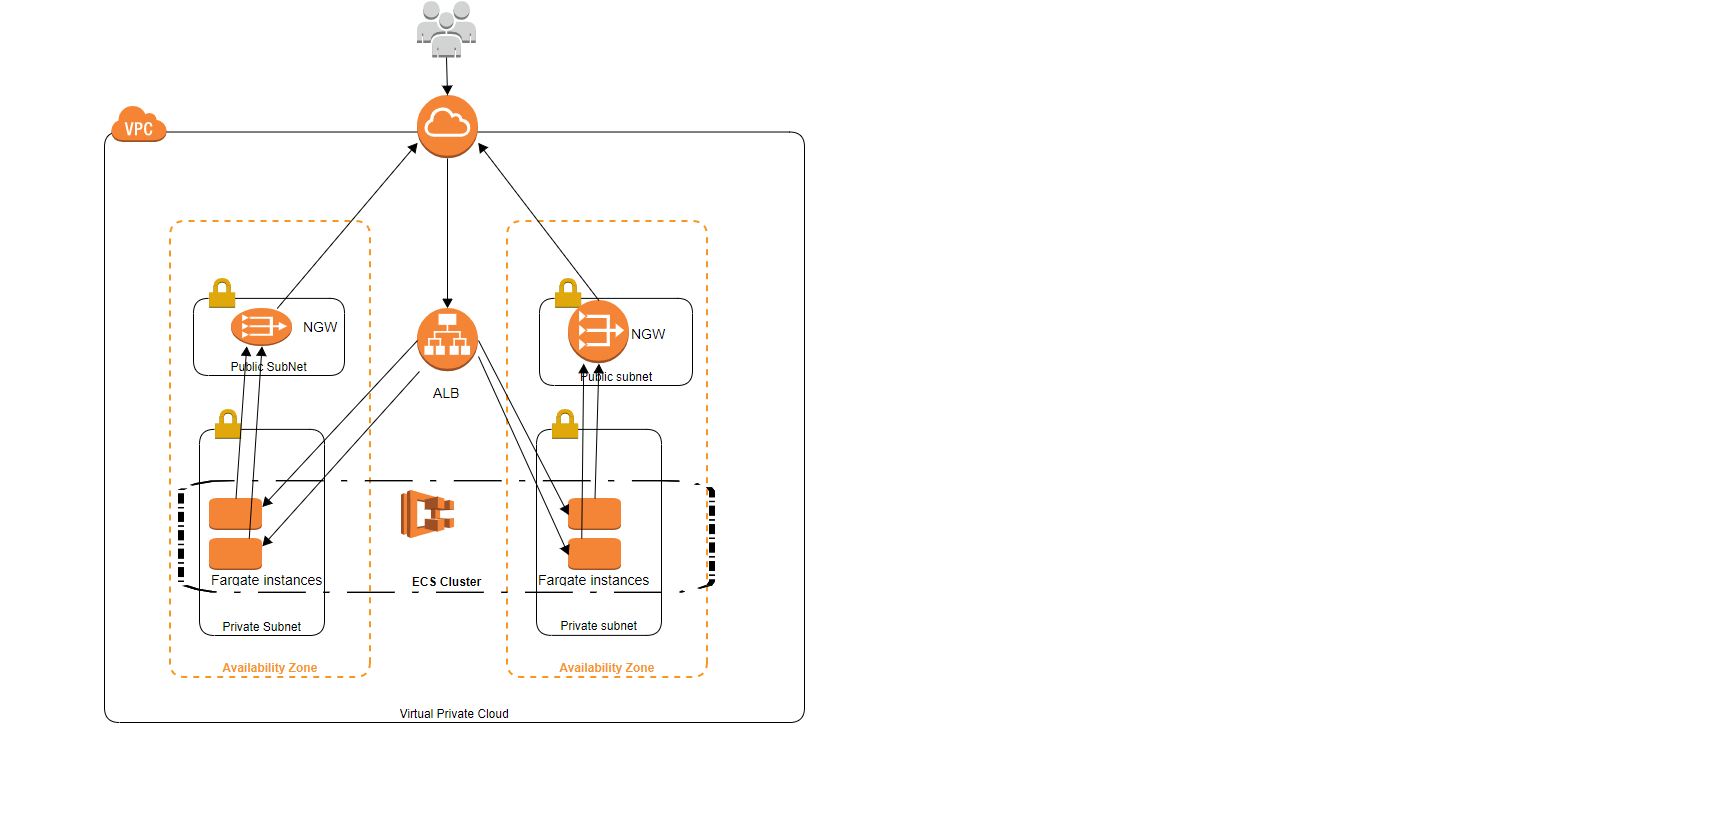 VPC
NGW
Public SubNet
NGW
Public subnet
ALB
Fargate instances
ECS Cluster
Fargate instances
Private Subnet
Private subnet
Availability Zone
Availability Zone
Virtual Private Cloud